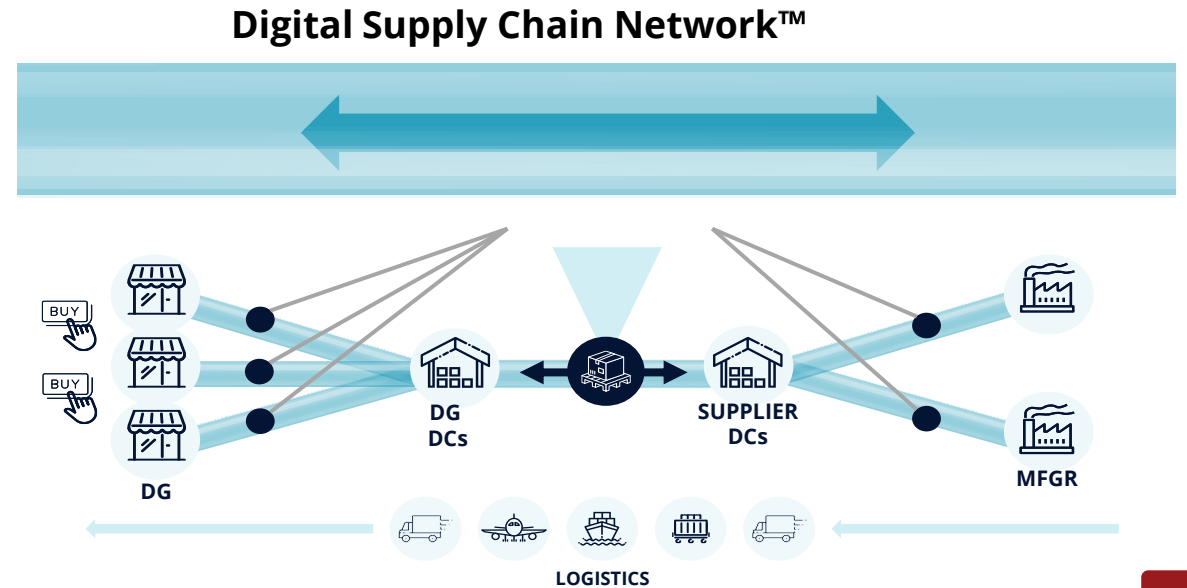 Digital Supply Chain Network™
BUY
BUY
DG
DCs
SUPPLIER
DCs
DG
MFGR
LOGISTICS